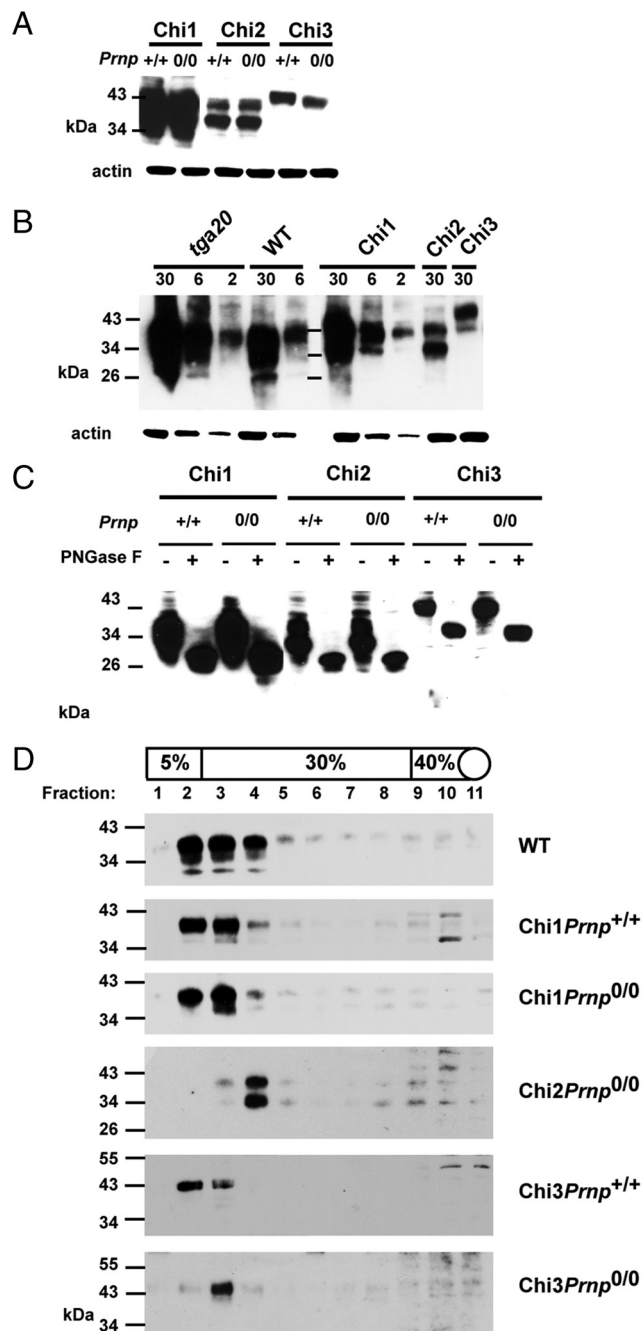 A
Chi1 Chi2 Chi3
Prnp +/+ 0/0 +/+ 0/0 +/+ 0/0
43
kDa
34
actin
B
tga20 WT Chi1 Chi2 Chi3
30 6 2 30 6 30 6 2 30 30
43
34
kDa
26
actin
C
Chi1 Chi2 Chi3
Prnp +/+ 0/0 +/+ 0/0 +/+ 0/0
PNGase F - + - + - + - + - + - +
43
34
26
kDa
D
5% 30% 40%
Fraction: 1 2 3 4 5 6 7 8 9 10 11
43
WT
34
43
Chi1Prnp+/+
34
43
Chi1Prnp0/0
34
43
Chi2Prnp0/0
34
26
55
43
Chi3Prnp+/+
34
55
43
Chi3Prnp0/0
kDa
34